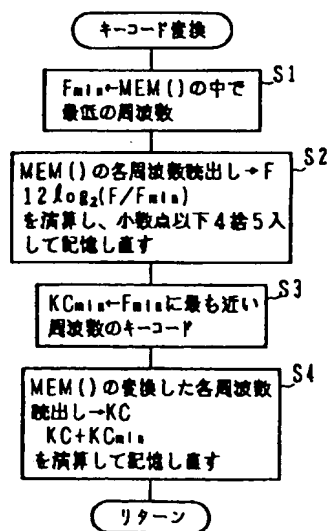 キーコード変換
S1
Fmin←MEM()の中で
最低の周波数
S2
MEM()の各周波数読出し→F
12log₂(F/Fmin)
を演算し、小数点以下4捨5入
して記憶し直す
S3
KCmin←Fminに最も近い
周波数のキーコード
S4
MEM()の変換した各周波数
読出し→KC
KC+KCmin
を演算して記憶し直す
リターン